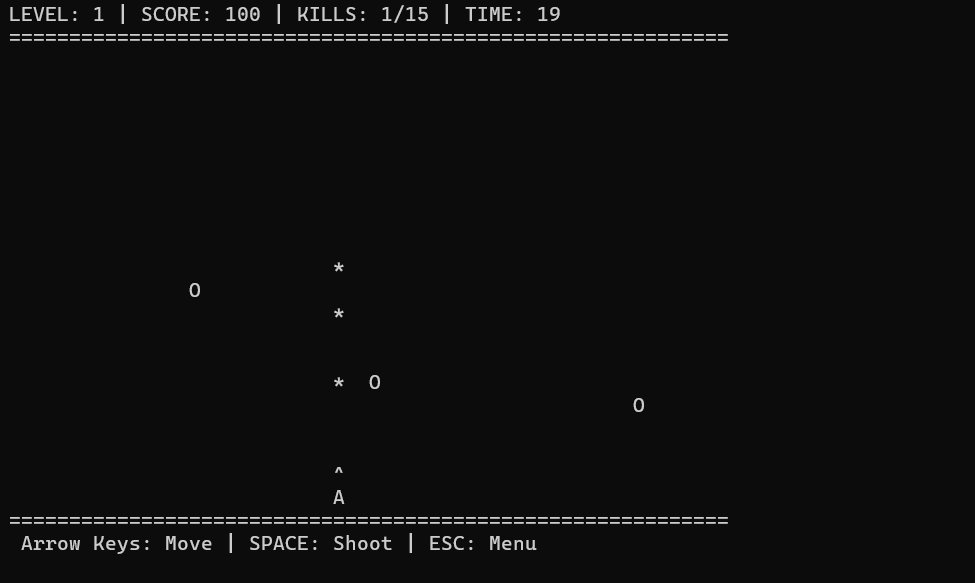 LEVEL: 1 | SCORE: 100 | KILLS: 1/15 | TIME: 19
============================================================
*
O
*
* O
O
^
A
============================================================
Arrow Keys: Move | SPACE: Shoot | ESC: Menu